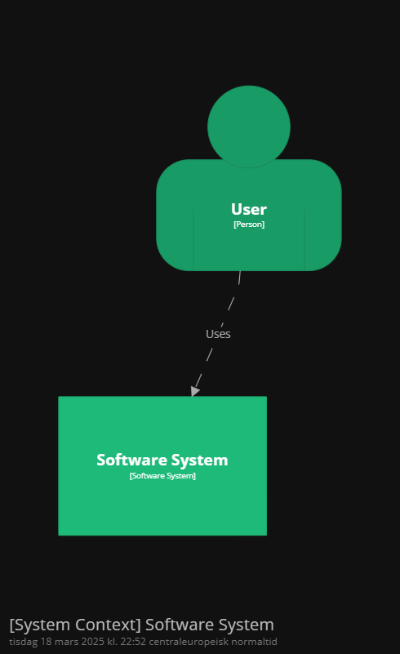 User
[Person]
Uses
Software System
[Software System]
[System Context] Software System
tisdag 18 mars 2025 kl. 22:52 centraleuropeisk normaltid